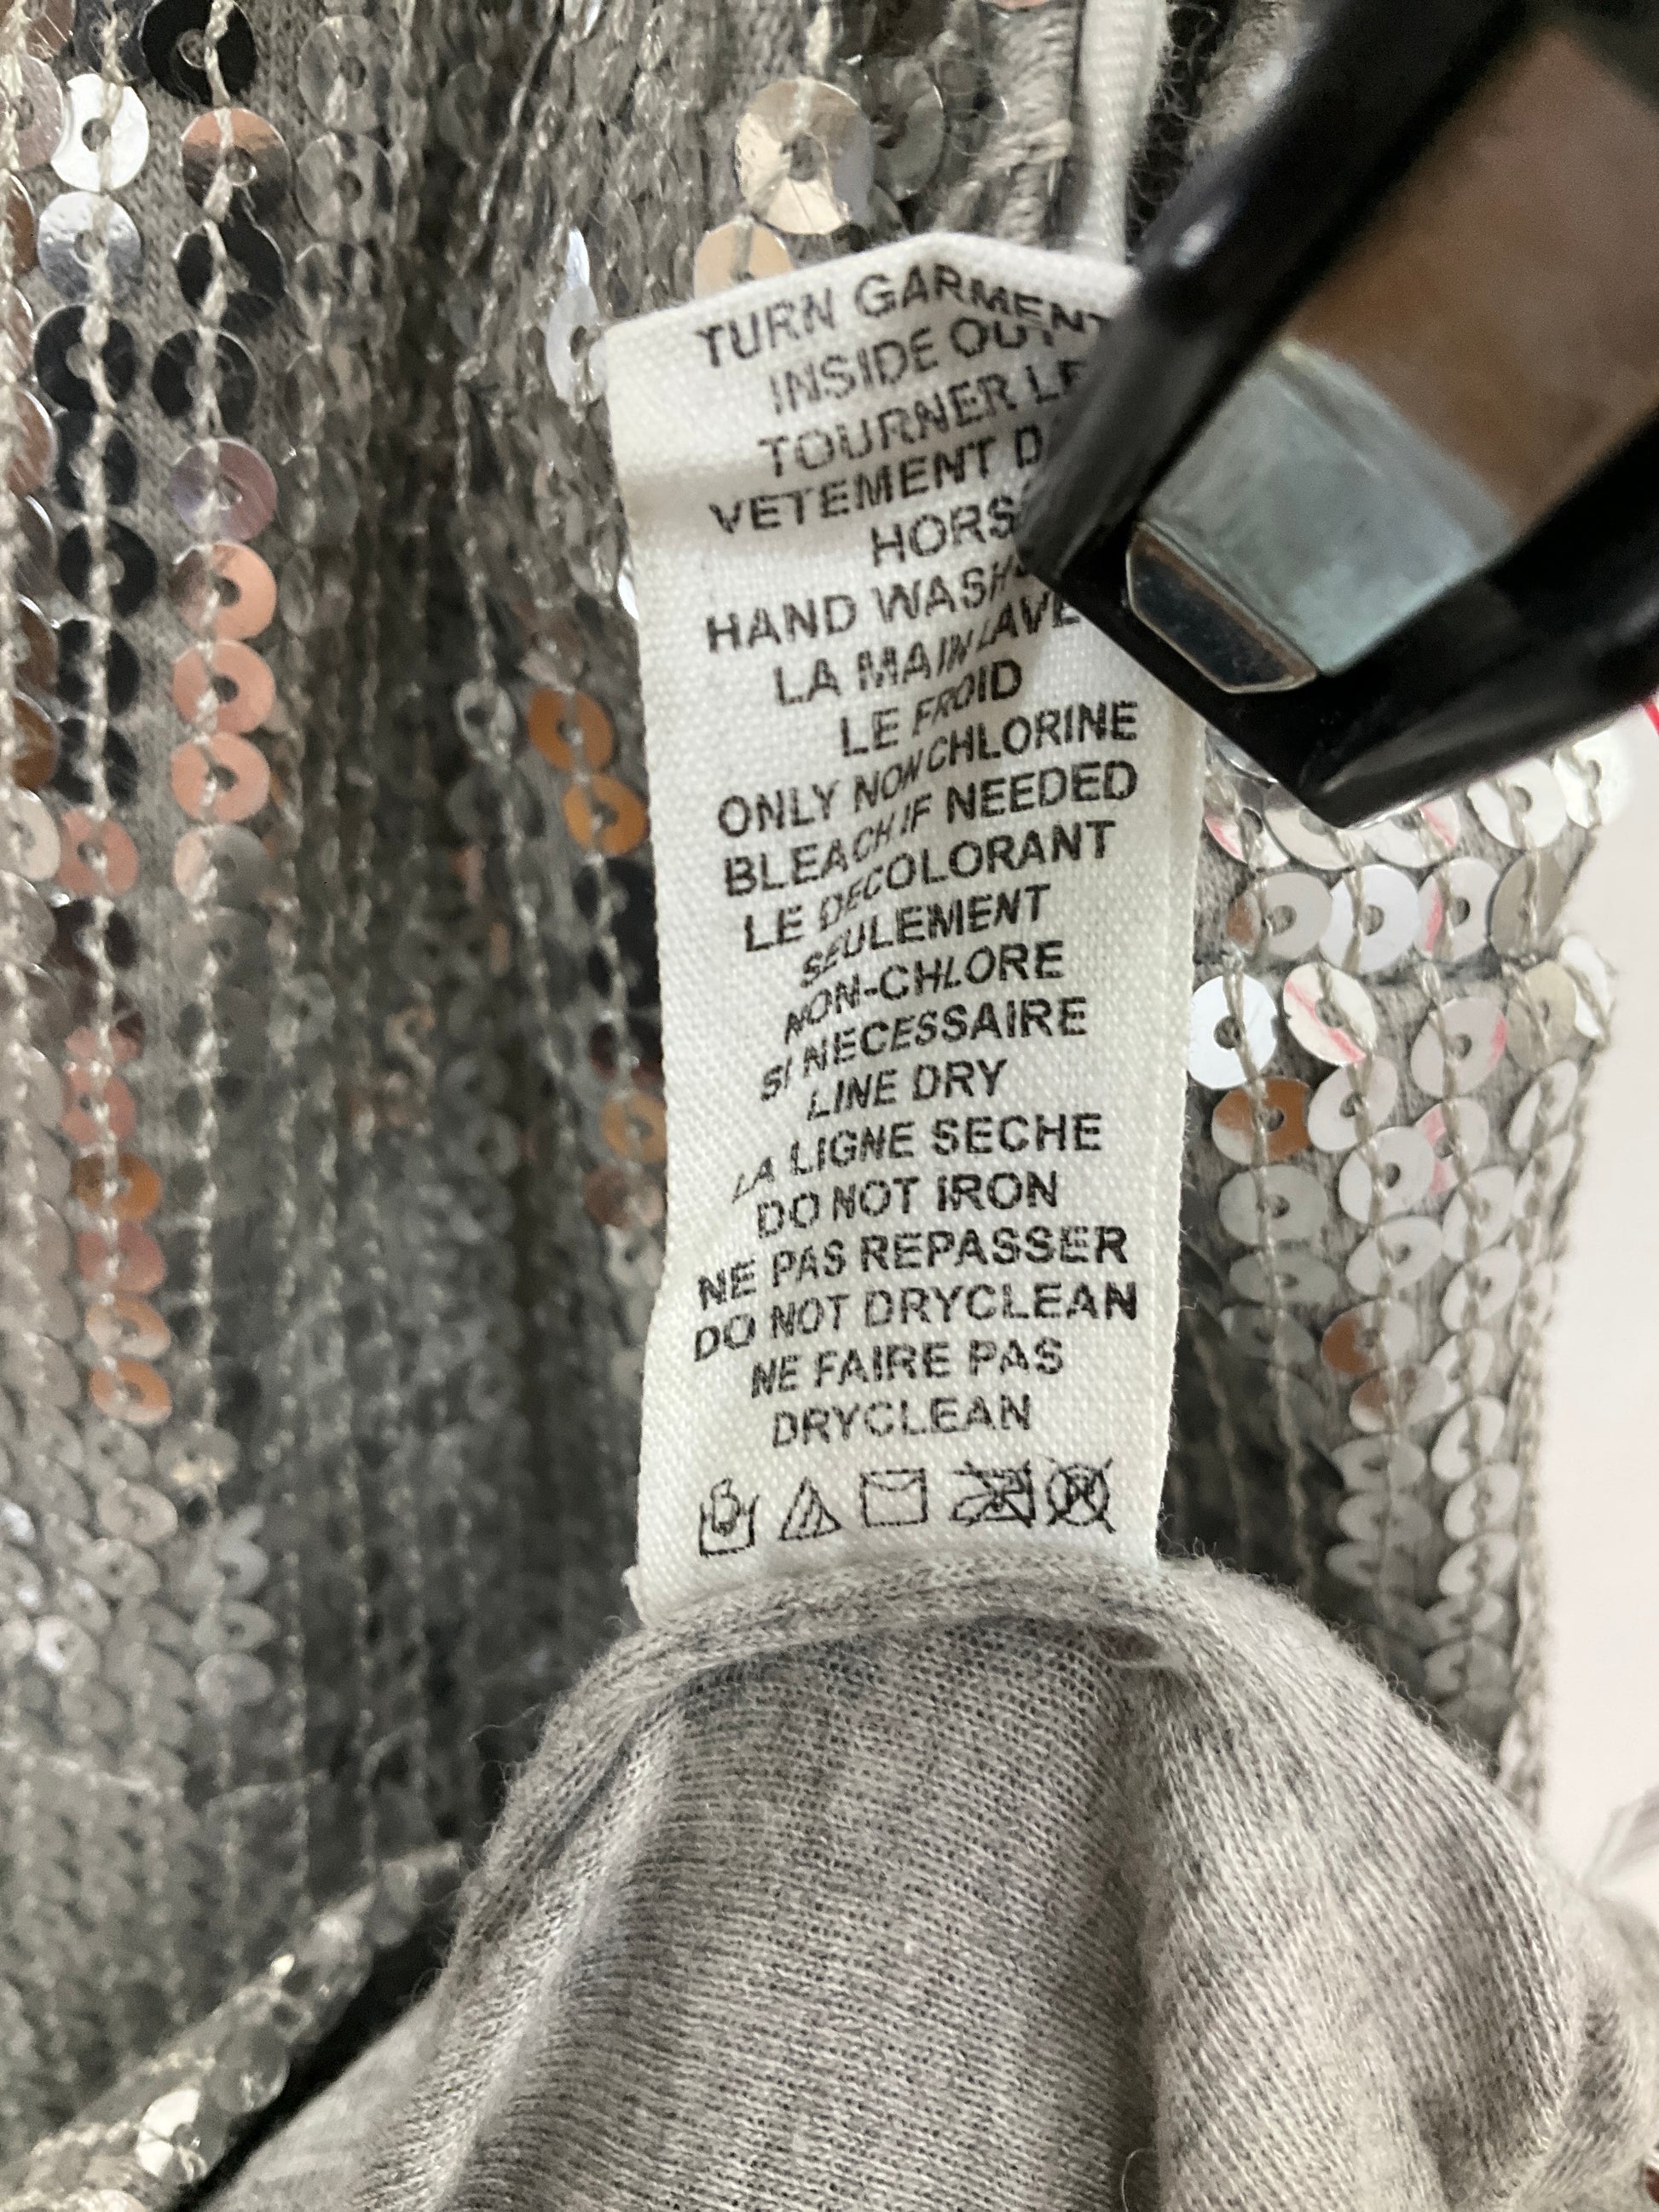 TURN GARMENT
INSIDE OUT
TOURNER LE
VETEMENT
HORS
HAND WASH
LA MAIN LAVE
LE FROID
ONLY NON CHLORINE
BLEACH IF NEEDED
LE DECOLORANT
SEULEMENT
NON-CHLORE
SI NECESSAIRE
LINE DRY
LA LIGNE SECHE
DO NOT IRON
NE PAS REPASSER
DO NOT DRYCLEAN
NE FAIRE PAS
DRYCLEAN